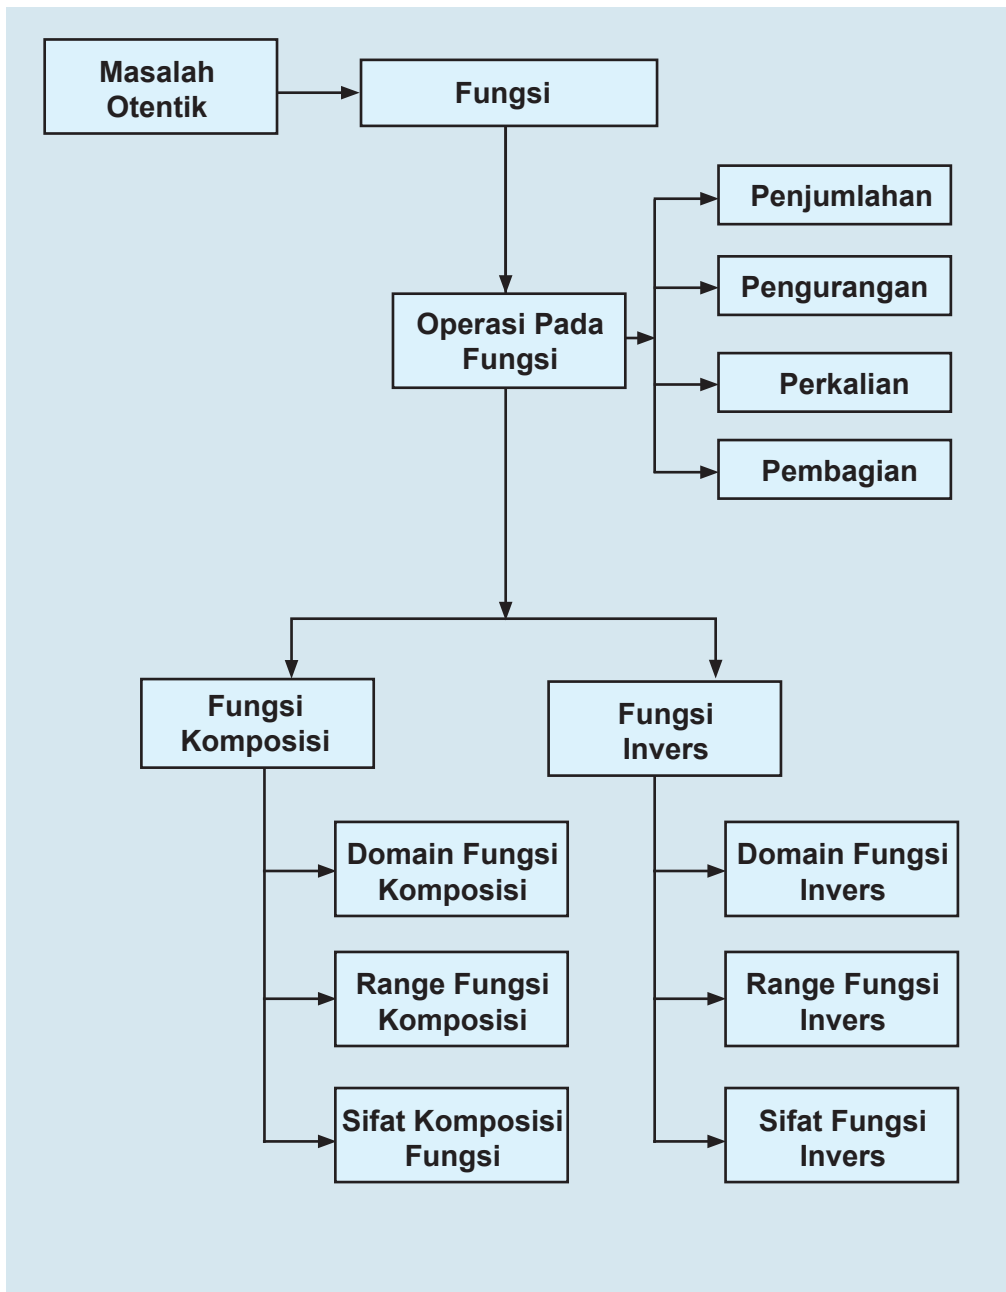 Masalah
Otentik
Fungsi
Penjumlahan
Pengurangan
Operasi Pada
Fungsi
Perkalian
Pembagian
Fungsi
Komposisi
Fungsi
Invers
Domain Fungsi
Komposisi
Domain Fungsi
Invers
Range Fungsi
Komposisi
Range Fungsi
Invers
Sifat Komposisi
Fungsi
Sifat Fungsi
Invers